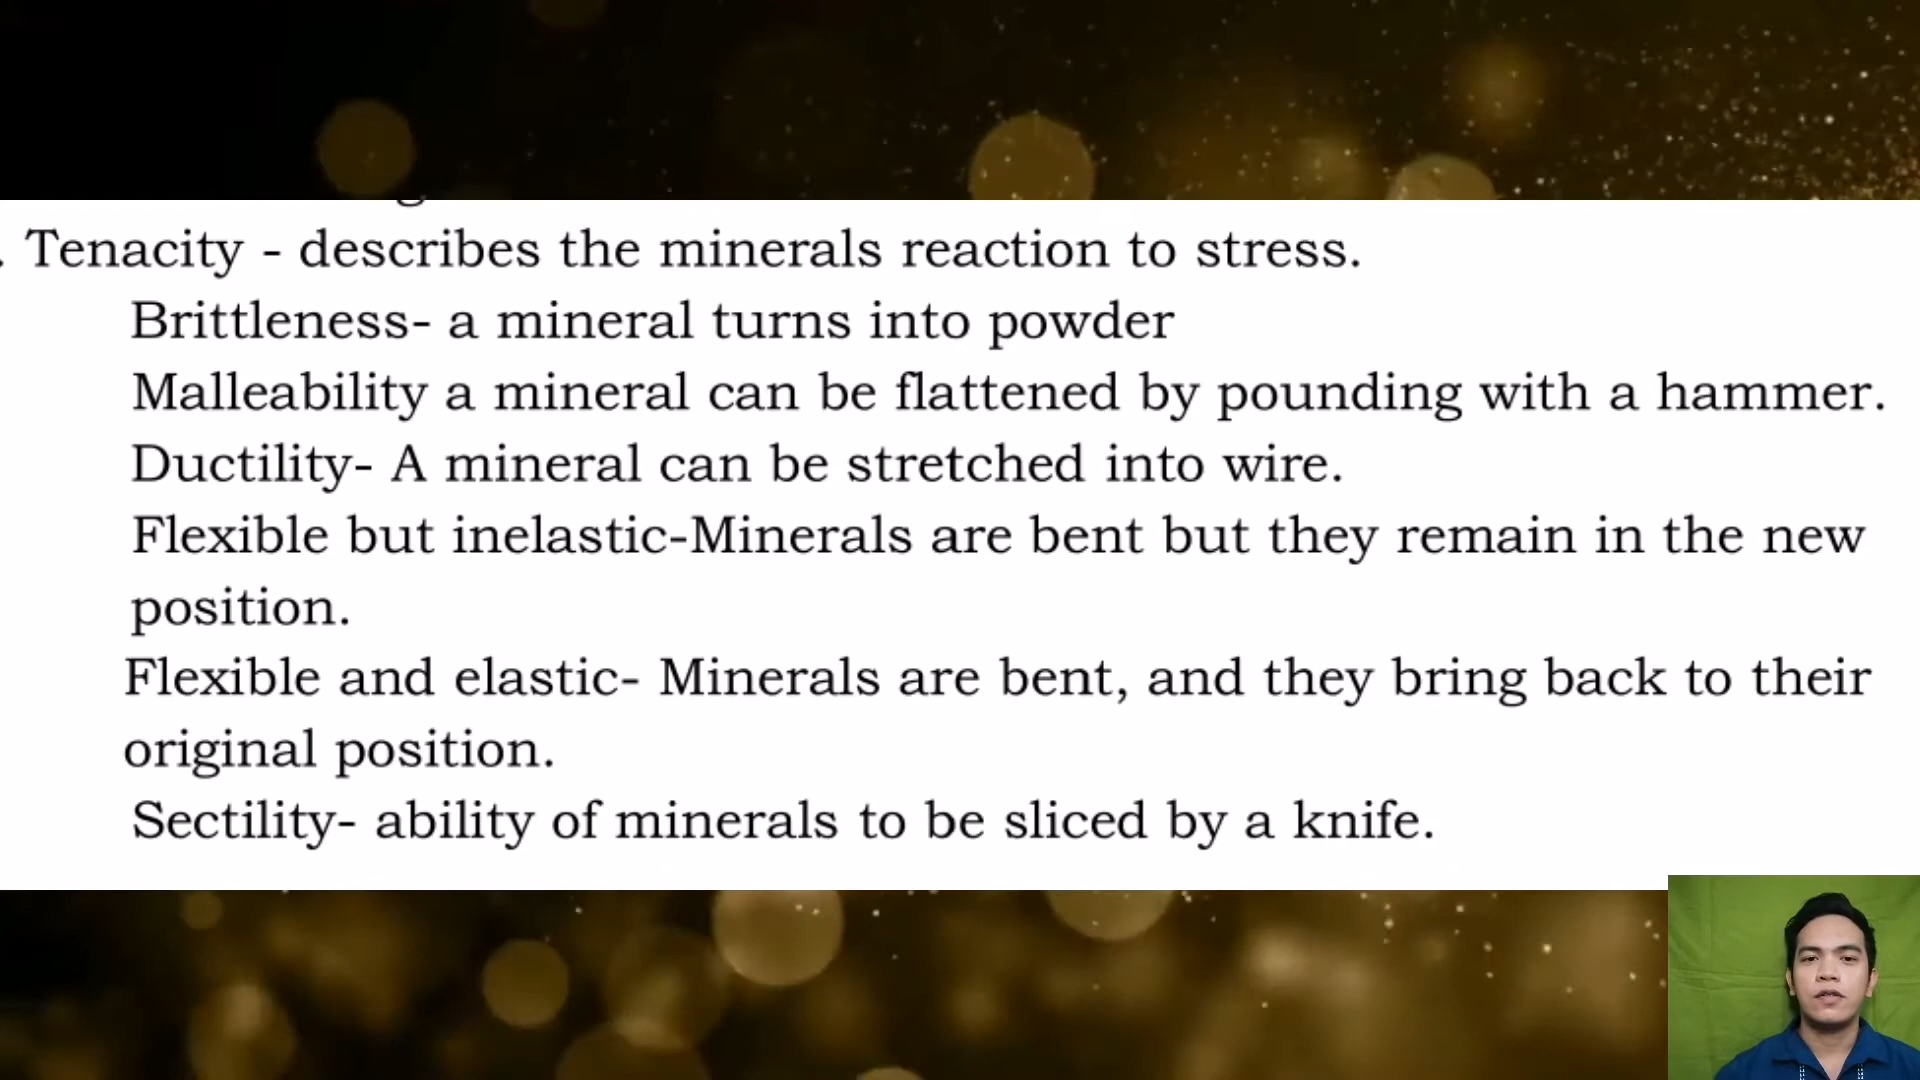 . Tenacity - describes the minerals reaction to stress.
Brittleness- a mineral turns into powder
Malleability a mineral can be flattened by pounding with a hammer.
Ductility- A mineral can be stretched into wire.
Flexible but inelastic-Minerals are bent but they remain in the new
position.
Flexible and elastic- Minerals are bent, and they bring back to their
original position.
Sectility- ability of minerals to be sliced by a knife.